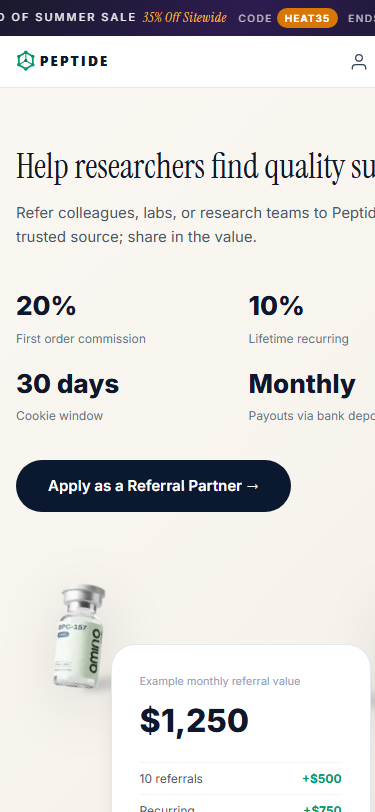 OF SUMMER SALE 35% Off Sitewide CODE HEAT35 ENDS
PEPTIDE
Help researchers find quality su
Refer colleagues, labs, or research teams to Peptid
trusted source; share in the value.
20%
First order commission
10%
Lifetime recurring
30 days
Cookie window
Monthly
Payouts via bank depo
Apply as a Referral Partner →
BPC-157
amino
Example monthly referral value
$1,250
10 referrals +$500
Recurring +$750